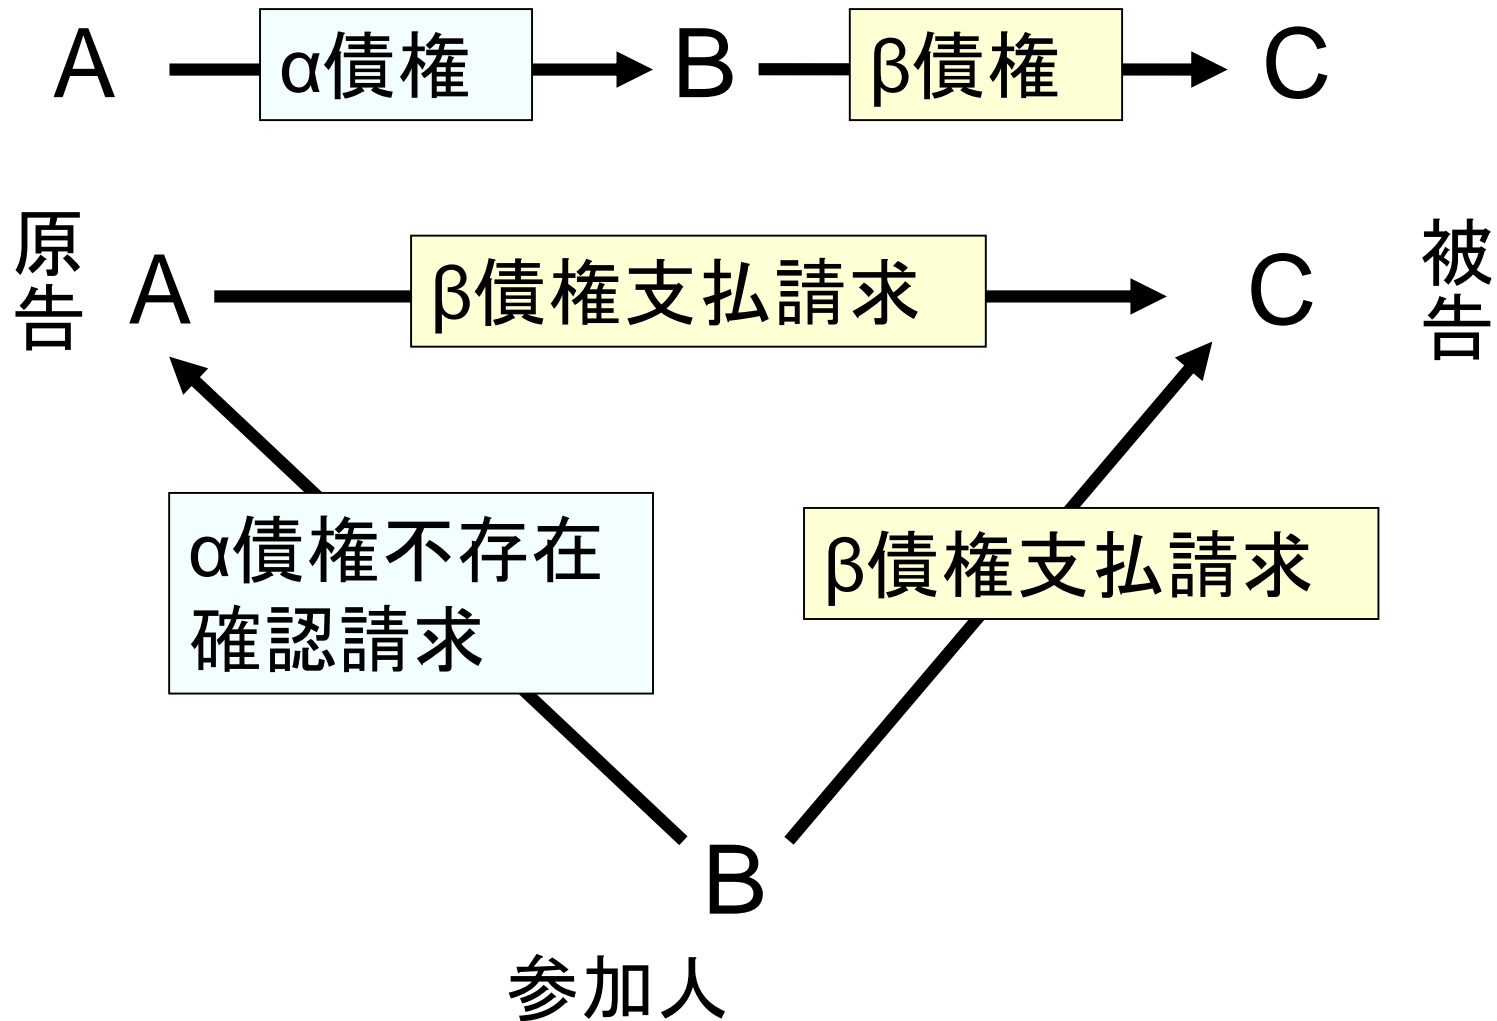 A α債権 B β債権 C
原告 A β債権支払請求 C 被告
α債権不存在
確認請求
β債権支払請求
B
参加人